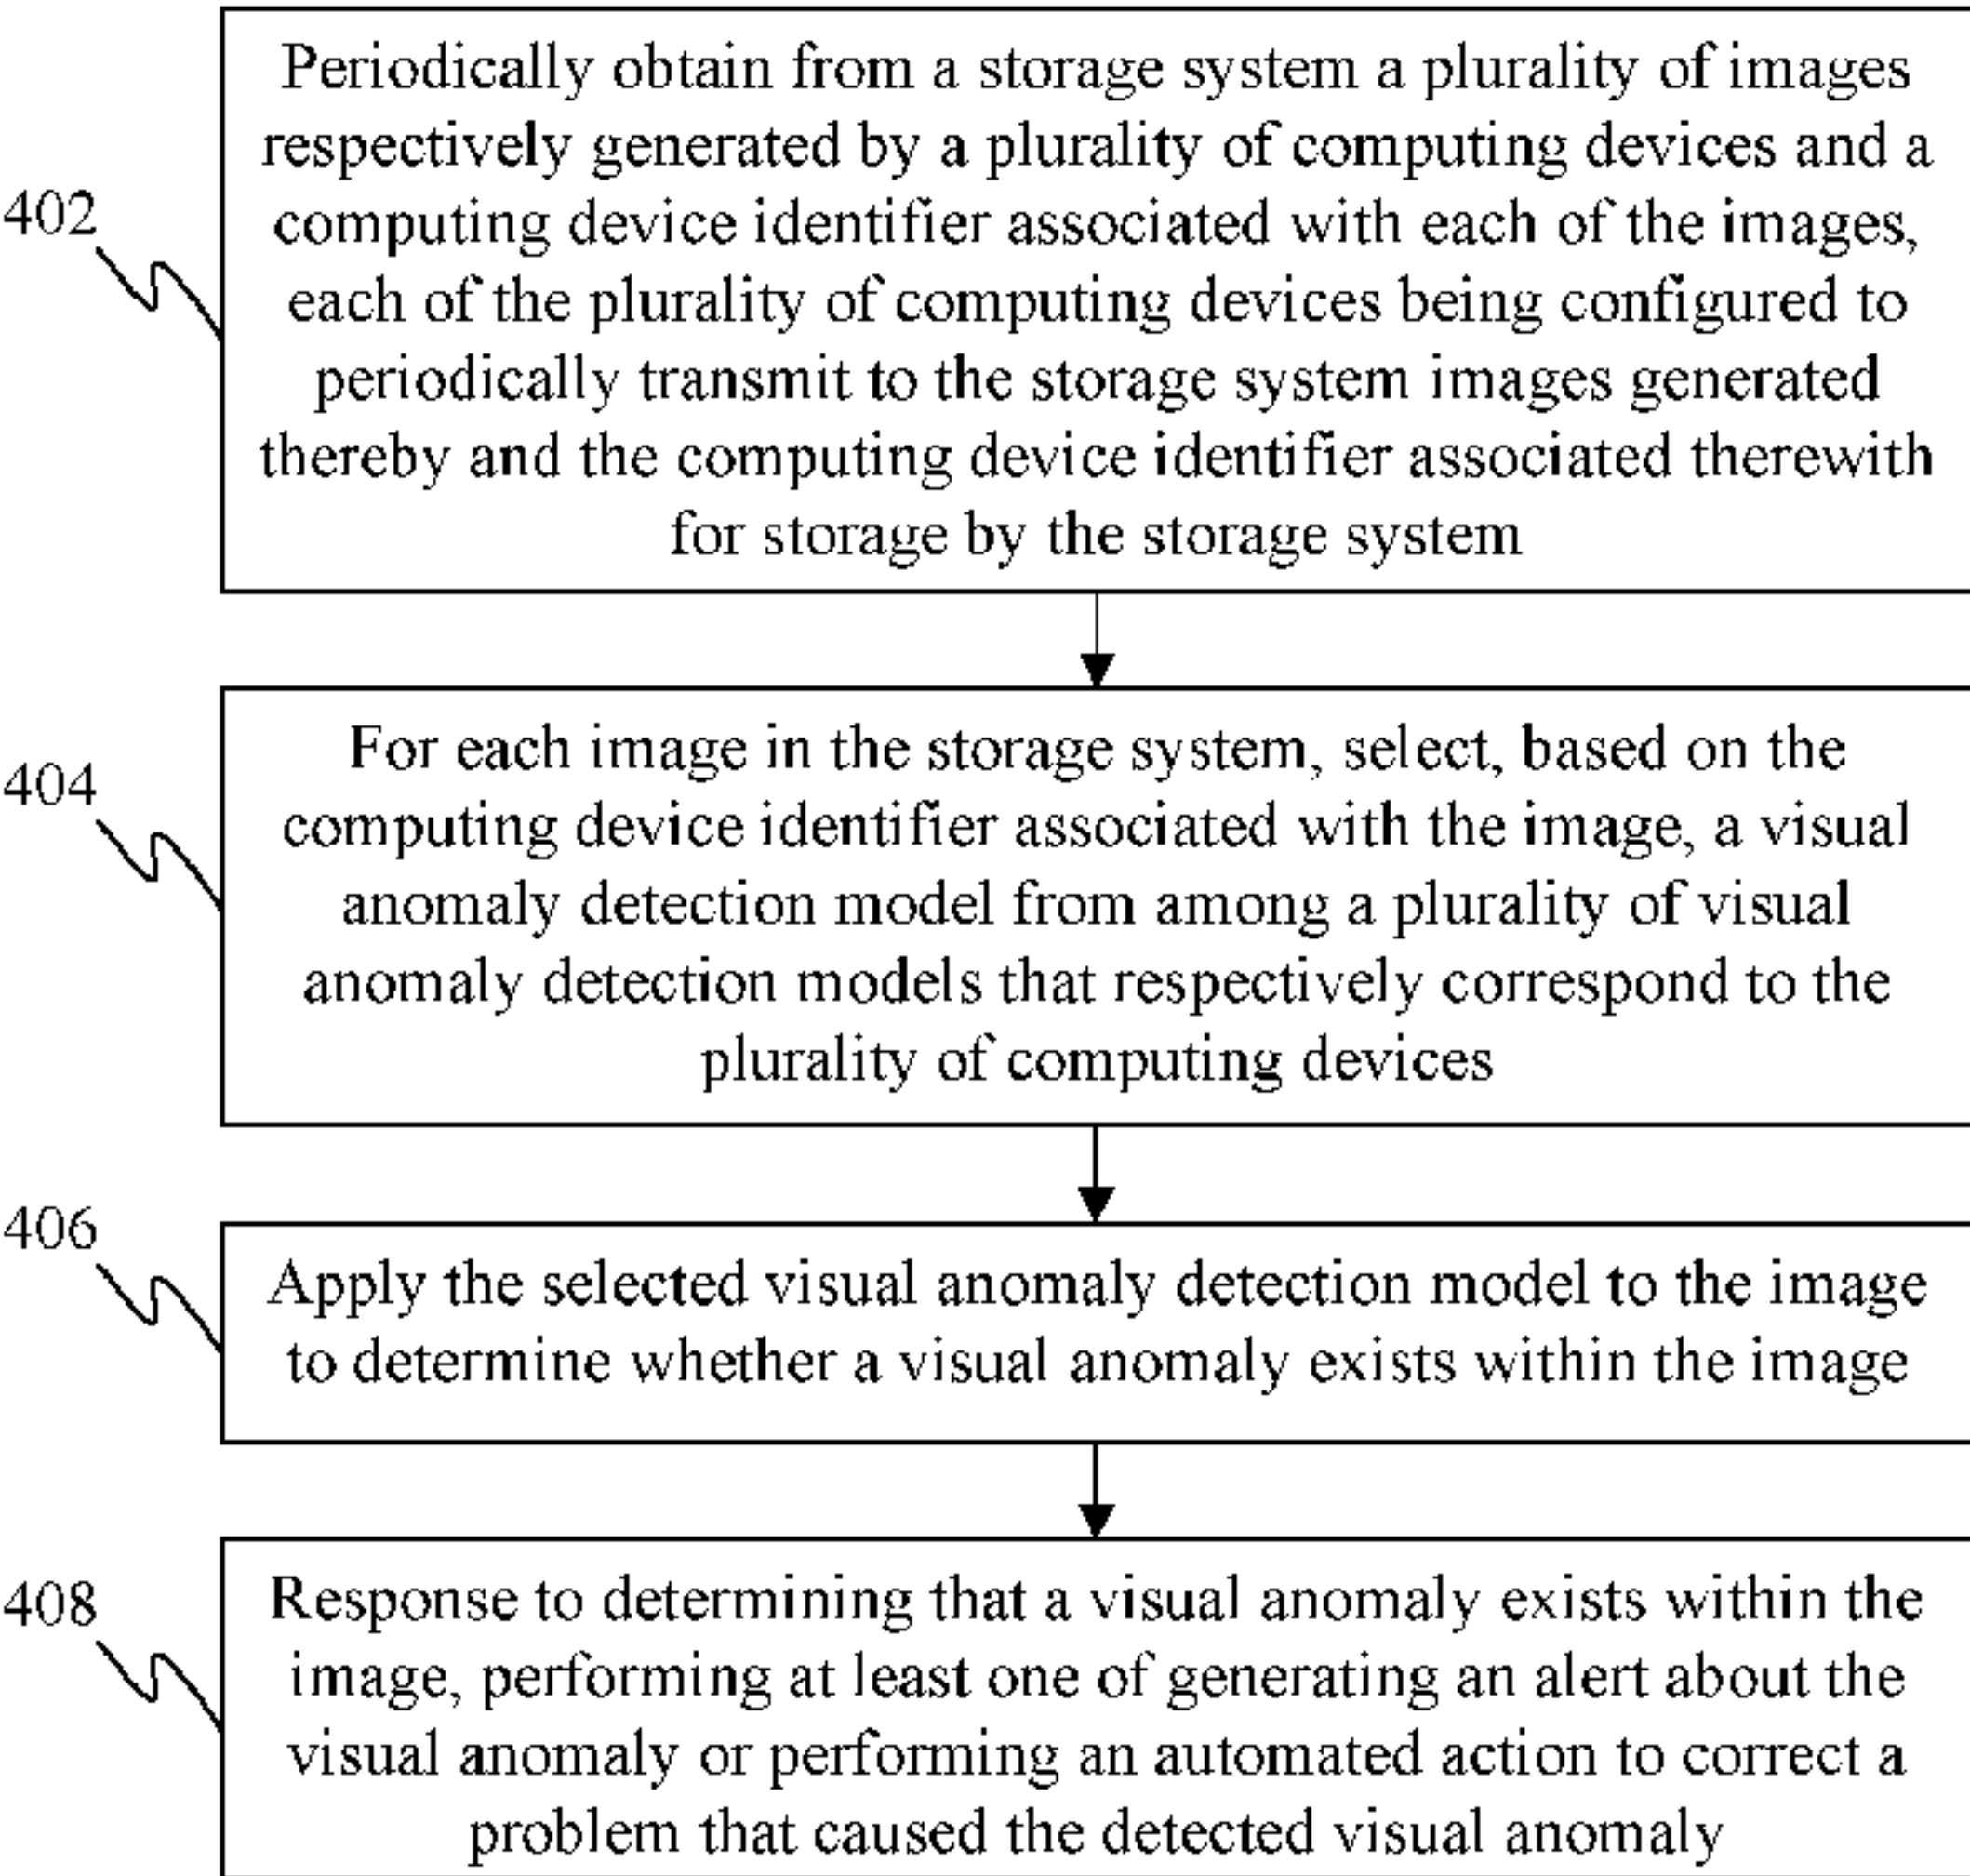 Periodically obtain from a storage system a plurality of images
respectively generated by a plurality of computing devices and a
402
computing device identifier associated with each of the images,
each of the plurality of computing devices being configured to
periodically transmit to the storage system images generated
thereby and the computing device identifier associated therewith
for storage by the storage system
For each image in the storage system, select, based on the
404
computing device identifier associated with the image, a visual
anomaly detection model from among a plurality of visual
anomaly detection models that respectively correspond to the
plurality of computing devices
406
Apply the selected visual anomaly detection model to the image
to determine whether a visual anomaly exists within the image
408
Response to determining that a visual anomaly exists within the
image, performing at least one of generating an alert about the
visual anomaly or performing an automated action to correct a
problem that caused the detected visual anomaly